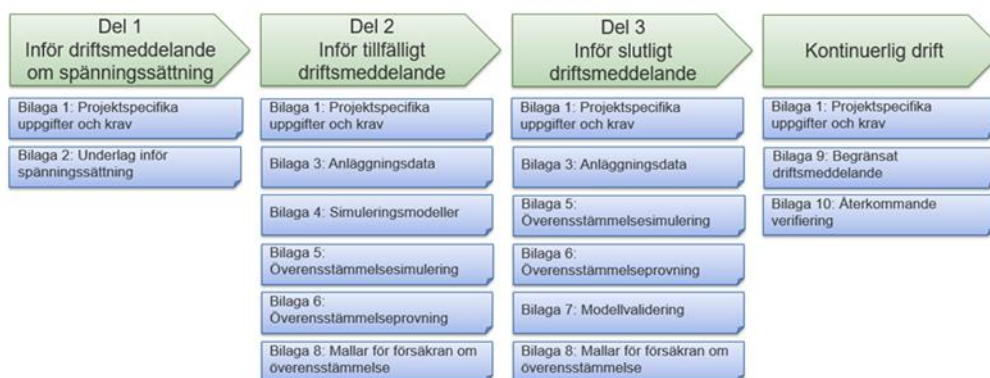 Del 1
Inför driftsmeddelande
om spänningssättning
Bilaga 1: Projektspecifika
uppgifter och krav
Bilaga 2: Underlag inför
spänningssättning
Del 2
Inför tillfälligt
driftsmeddelande
Bilaga 1: Projektspecifika
uppgifter och krav
Bilaga 3: Anläggningsdata
Bilaga 4: Simuleringsmodeller
Bilaga 5:
Överensstämmelsesimulering
Bilaga 6:
Överensstämmelseprovning
Bilaga 8: Mallar för försäkran om
överensstämmelse
Del 3
Inför slutligt
driftsmeddelande
Bilaga 1: Projektspecifika
uppgifter och krav
Bilaga 3: Anläggningsdata
Bilaga 5:
Överensstämmelsesimulering
Bilaga 6:
Överensstämmelseprovning
Bilaga 7: Modellvalidering
Bilaga 8: Mallar för försäkran om
överensstämmelse
Kontinuerlig drift
Bilaga 1: Projektspecifika
uppgifter och krav
Bilaga 9: Begränsat
driftsmeddelande
Bilaga 10: Återkommande
verifiering